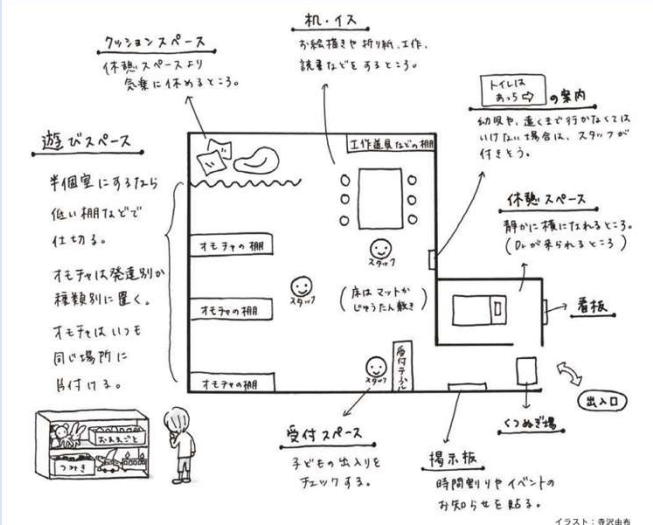 クッションスペース
休憩スペースより
気楽に休めるところ。
机・イス
お絵描きや折り紙、工作、
読書などをするところ。
トイレは
あっち⇨
の案内
幼児や、遠くまで行かなくては
いけない場合は、スタッフが
付きそう。
遊びスペース
半個室にするなら
低い棚などで
仕切る。
オモチャは発達別か
種類別に置く。
オモチャはいつも
同じ場所に
片付ける。
工作道具などの棚
休憩スペース
静かに横になれるところ。
(Drが来られるところ)
オモチャの棚
スタッフ
スタッフ
(床はマットか
じゅうたん敷き)
オモチャの棚
看板
オモチャの棚
スタッフ
受付テーブル
出入口
くつぬぎ場
受付スペース
子どもの出入りを
チェックする。
掲示板
時間割りやイベントの
お知らせを貼る。
おままごと
つみき
イラスト:寺沢由布